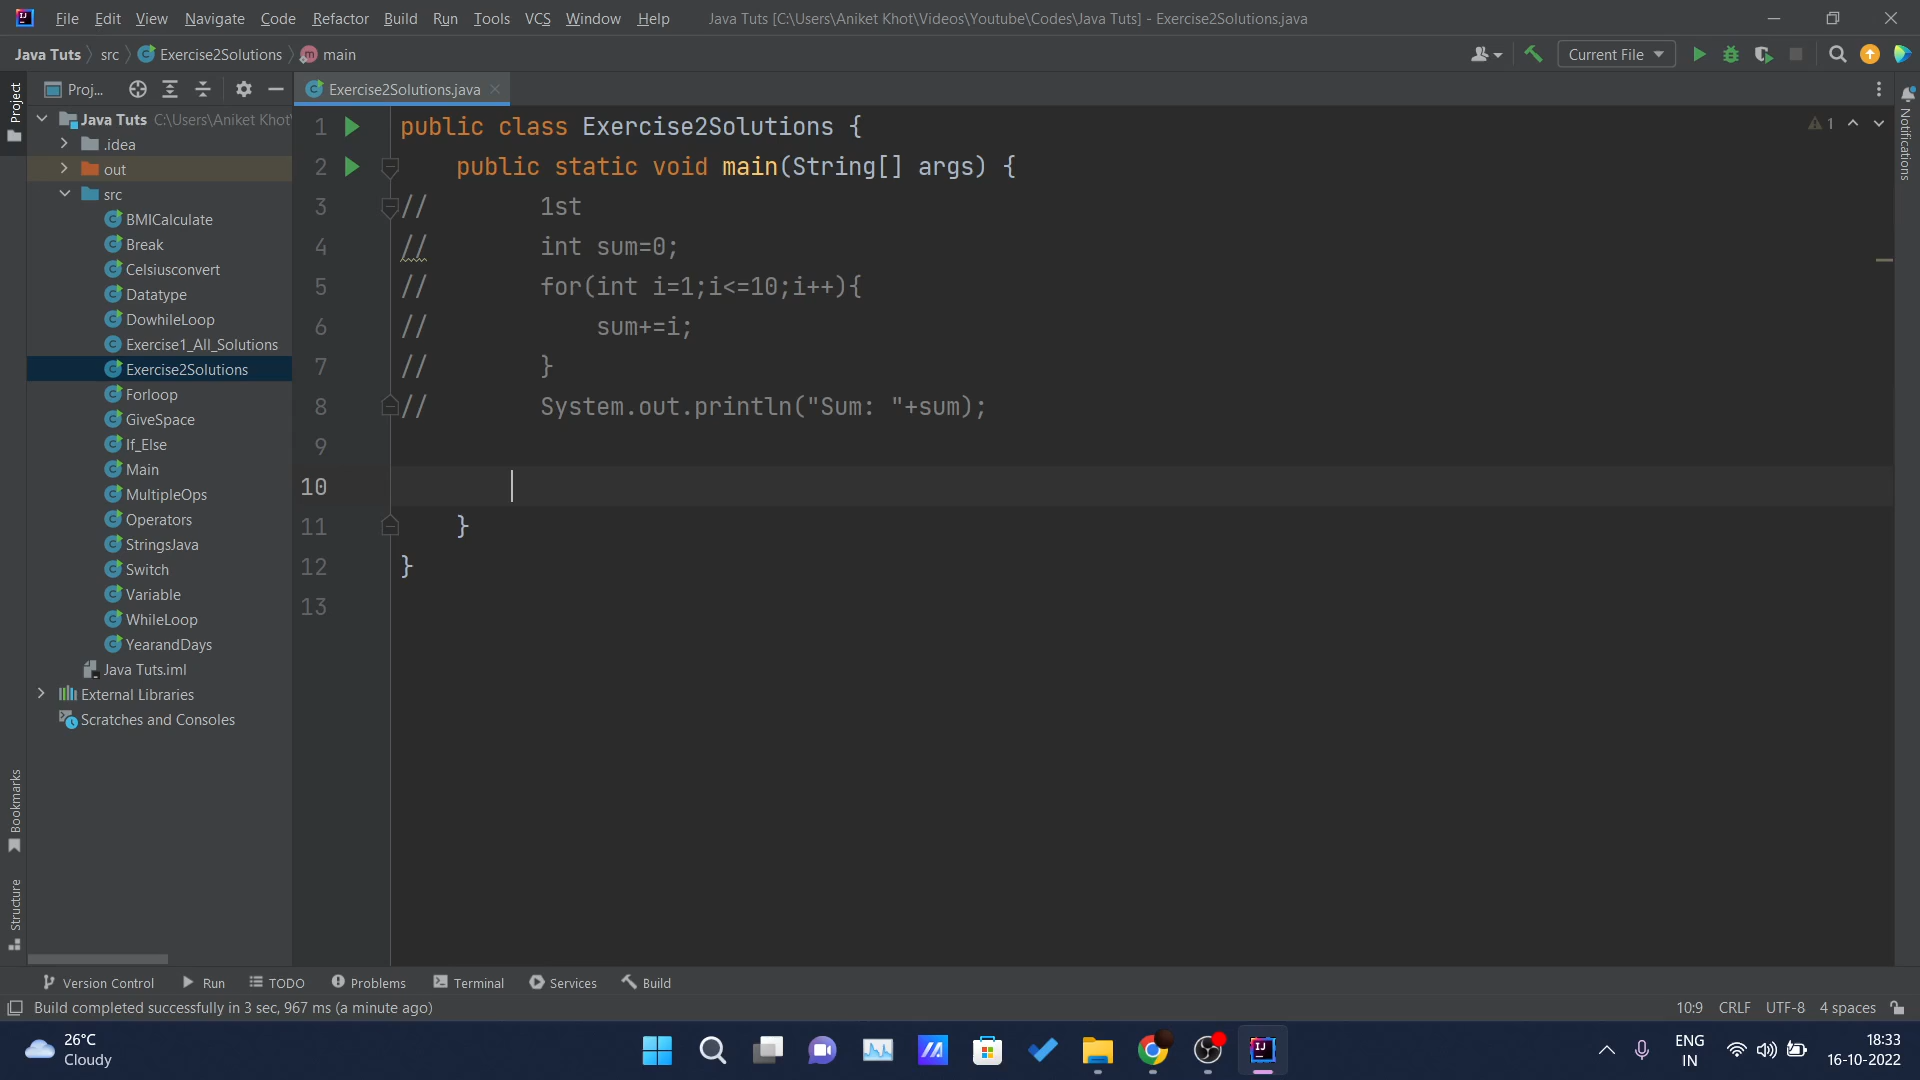 File Edit View Navigate Code Refactor Build Run Tools VCS Window Help Java Tuts [C:\Users\Aniket Khot\Videos\Youtube\Codes\Java Tuts] - Exercise2Solutions.java
Java Tuts src Exercise2Solutions main Current File
Project
Proj...
Exercise2Solutions.java
Java Tuts C:\Users\Aniket Khot\
.idea
out
src
BMICalculate
Break
Celsiusconvert
Datatype
DowhileLoop
Exercise1_All_Solutions
Exercise2Solutions
Forloop
GiveSpace
If_Else
Main
MultipleOps
Operators
StringsJava
Switch
Variable
WhileLoop
YearandDays
Java Tuts.iml
External Libraries
Scratches and Consoles
Bookmarks
Structure
1 public class Exercise2Solutions {
2 public static void main(String[] args) {
3 // 1st
4 // int sum=0;
5 // for(int i=1;i<=10;i++){
6 // sum+=i;
7 // }
8 // System.out.println("Sum: "+sum);
9
10
11 }
12 }
13
1
Notifications
Version Control Run TODO Problems Terminal Services Build
Build completed successfully in 3 sec, 967 ms (a minute ago) 10:9 CRLF UTF-8 4 spaces
26°C
Cloudy
ENG
IN
18:33
16-10-2022